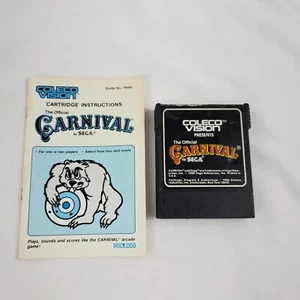 COLECO
VISION
CARTRIDGE INSTRUCTIONS
The Official
CARNIVAL®
by SEGA®
• For one or two players • Select from four skill levels
Plays, sounds and scores like the CARNIVAL® arcade
game!
COLECO
COLECO
VISION
PRESENTS
The Official
CARNIVAL®
by SEGA®